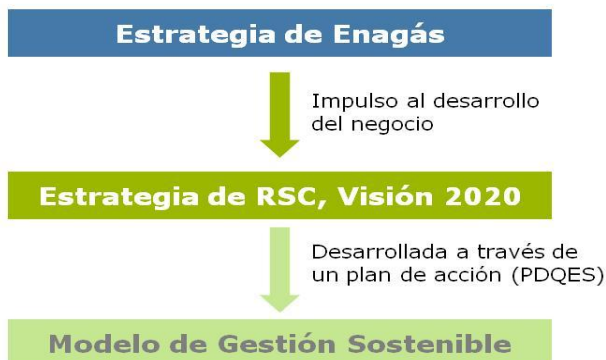 Estrategia de Enagás
Impulso al desarrollo
del negocio
Estrategia de RSC, Visión 2020
Desarrollada a través de
un plan de acción (PDQES)
Modelo de Gestión Sostenible